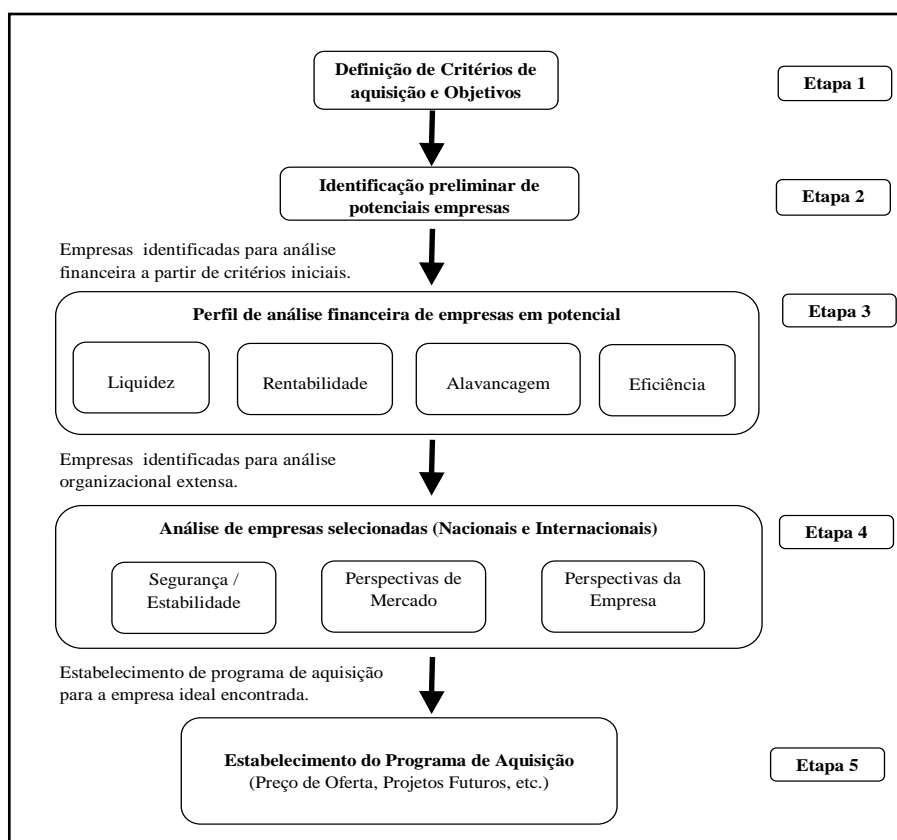 Definição de Critérios de
aquisição e Objetivos
Etapa 1
Identificação preliminar de
potenciais empresas
Etapa 2
Empresas identificadas para análise
financeira a partir de critérios iniciais.
Perfil de análise financeira de empresas em potencial
Etapa 3
Liquidez
Rentabilidade
Alavancagem
Eficiência
Empresas identificadas para análise
organizacional extensa.
Análise de empresas selecionadas (Nacionais e Internacionais)
Etapa 4
Segurança /
Estabilidade
Perspectivas de
Mercado
Perspectivas da
Empresa
Estabelecimento de programa de aquisição
para a empresa ideal encontrada.
Estabelecimento do Programa de Aquisição
(Preço de Oferta, Projetos Futuros, etc.)
Etapa 5